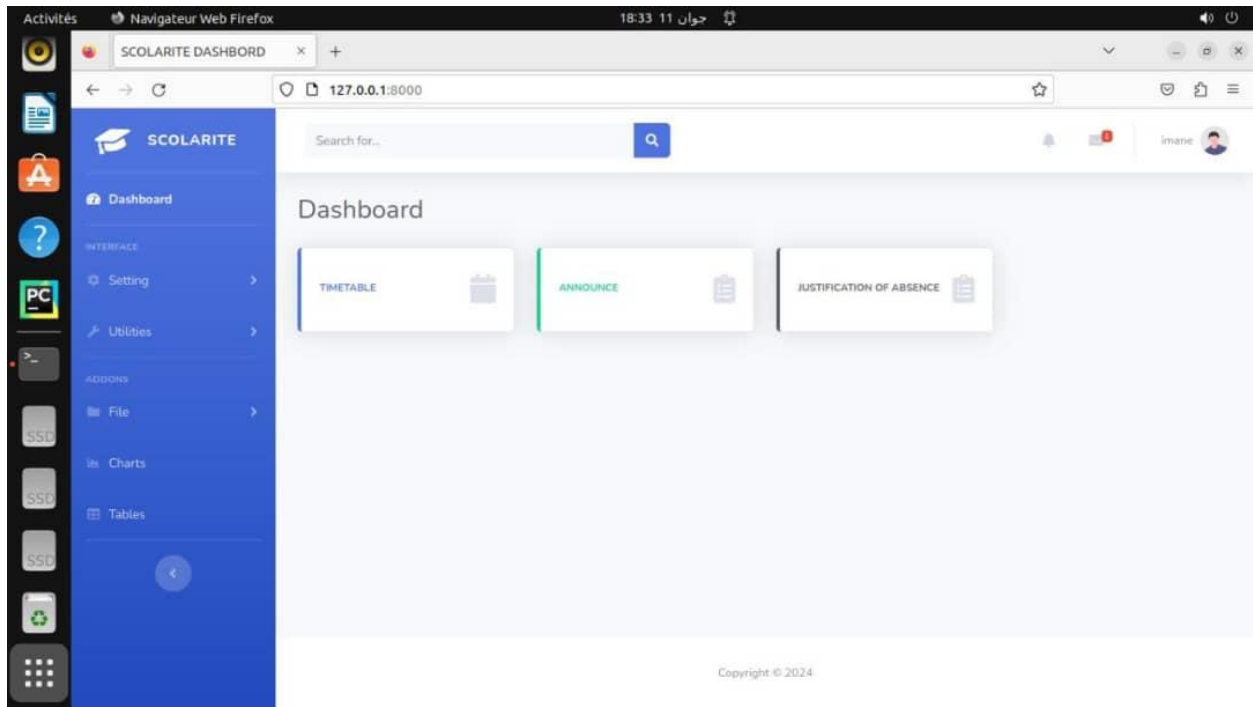 Activités
Navigateur Web Firefox
18:33 11 جوان
SCOLARITE DASHBORD
127.0.0.1:8000
SCOLARITE
Search for...
imane
Dashboard
Dashboard
INTERFACE
Setting
TIMETABLE
ANNOUNCE
JUSTIFICATION OF ABSENCE
Utilities
ADDONS
File
SSD
Charts
SSD
Tables
SSD
PC
Copyright © 2024